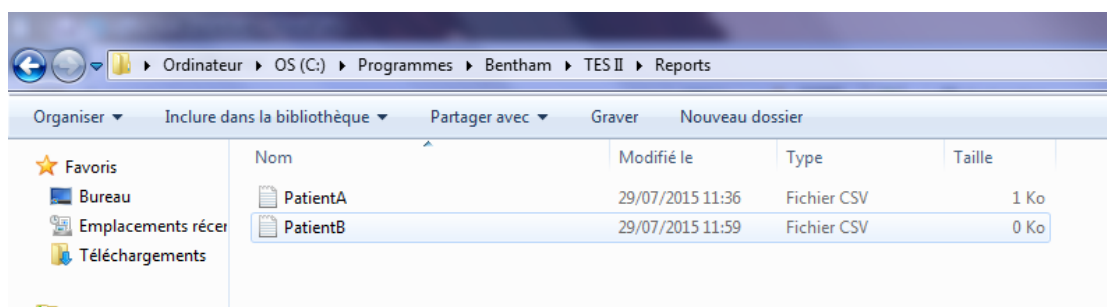 Ordinateur ▸ OS (C:) ▸ Programmes ▸ Bentham ▸ TES II ▸ Reports
Organiser ▾ Inclure dans la bibliothèque ▾ Partager avec ▾ Graver Nouveau dossier
Favoris
Bureau
Emplacements récer
Téléchargements
Nom Modifié le Type Taille
PatientA 29/07/2015 11:36 Fichier CSV 1 Ko
PatientB 29/07/2015 11:59 Fichier CSV 0 Ko